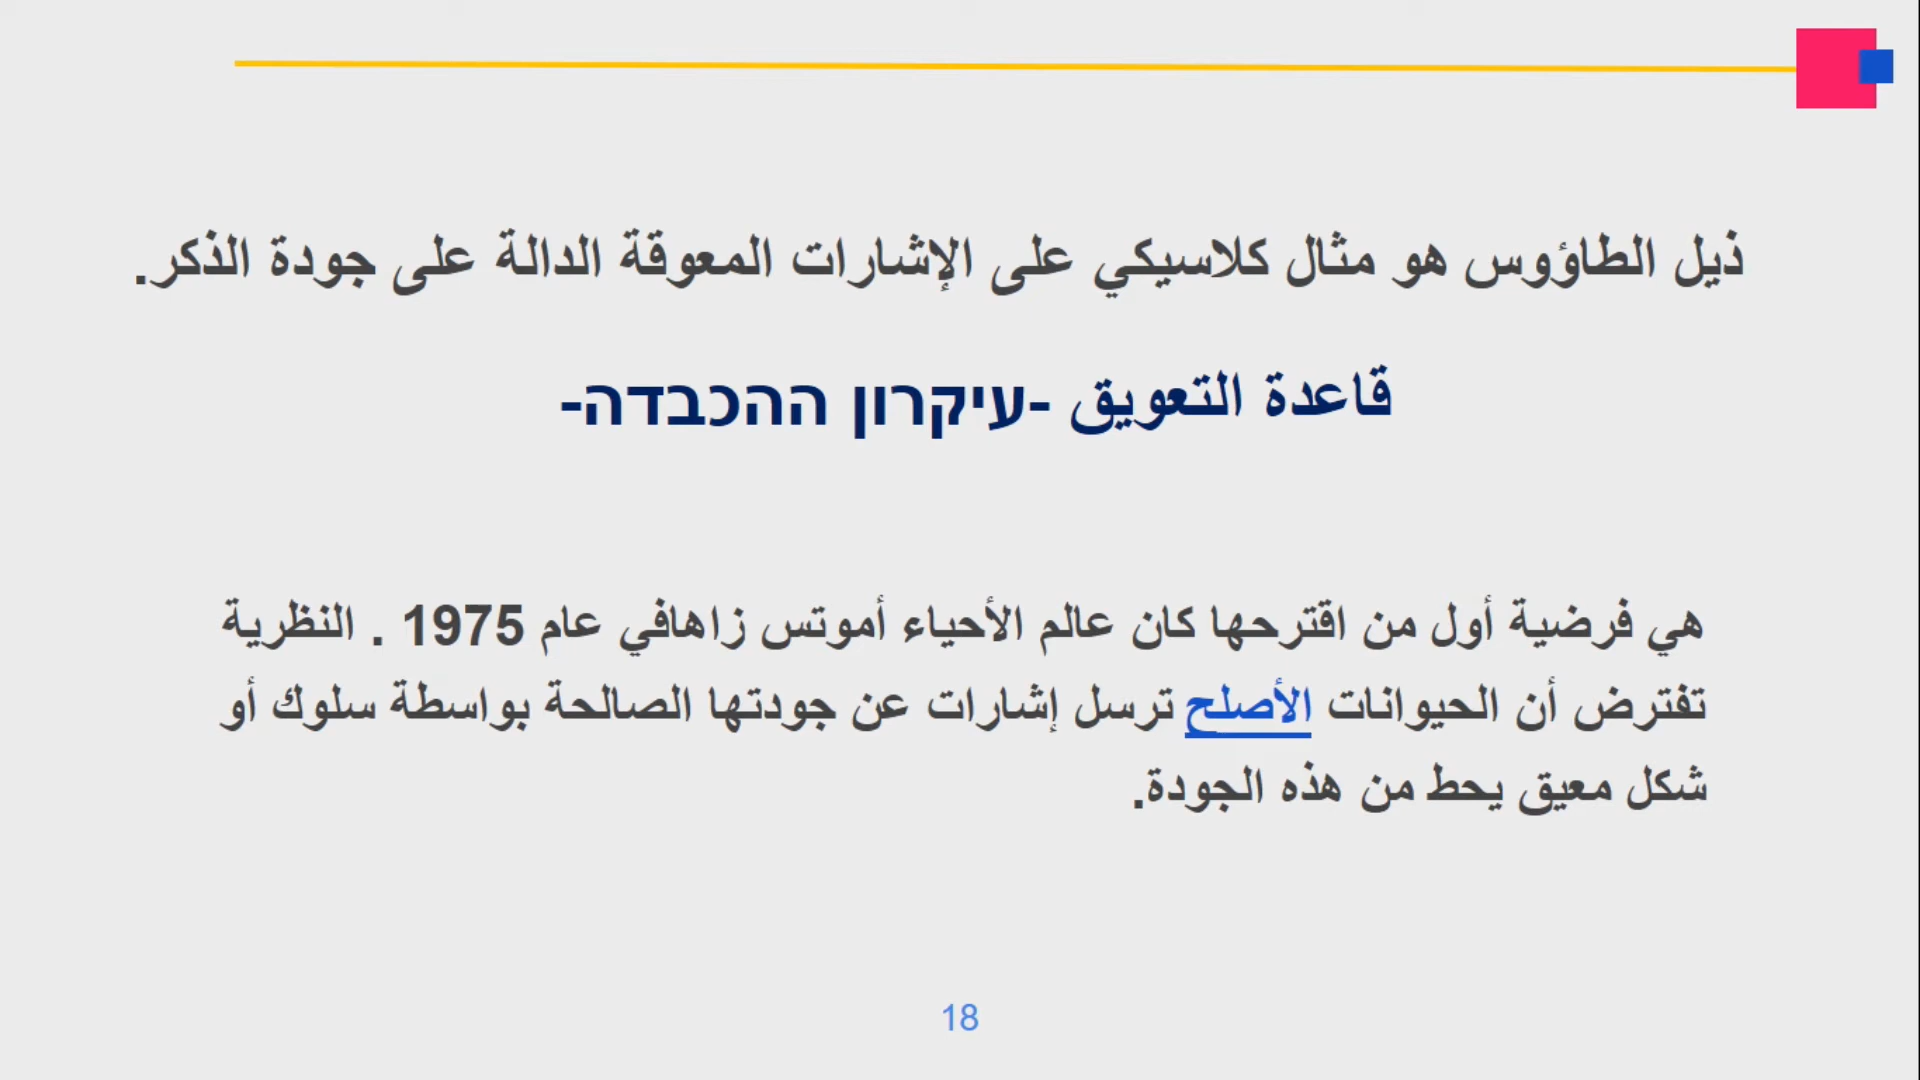 ذيل الطاؤوس هو مثال كلاسيكي على الإشارات المعوقة الدالة على جودة الذكر.
قاعدة التعويق -עיקרון ההכבדה-
هي فرضية أول من اقترحها كان عالم الأحياء أموتس زاهافي عام 1975 . النظرية
تفترض أن الحيوانات الأصلح ترسل إشارات عن جودتها الصالحة بواسطة سلوك أو
شكل معيق يحط من هذه الجودة.
18